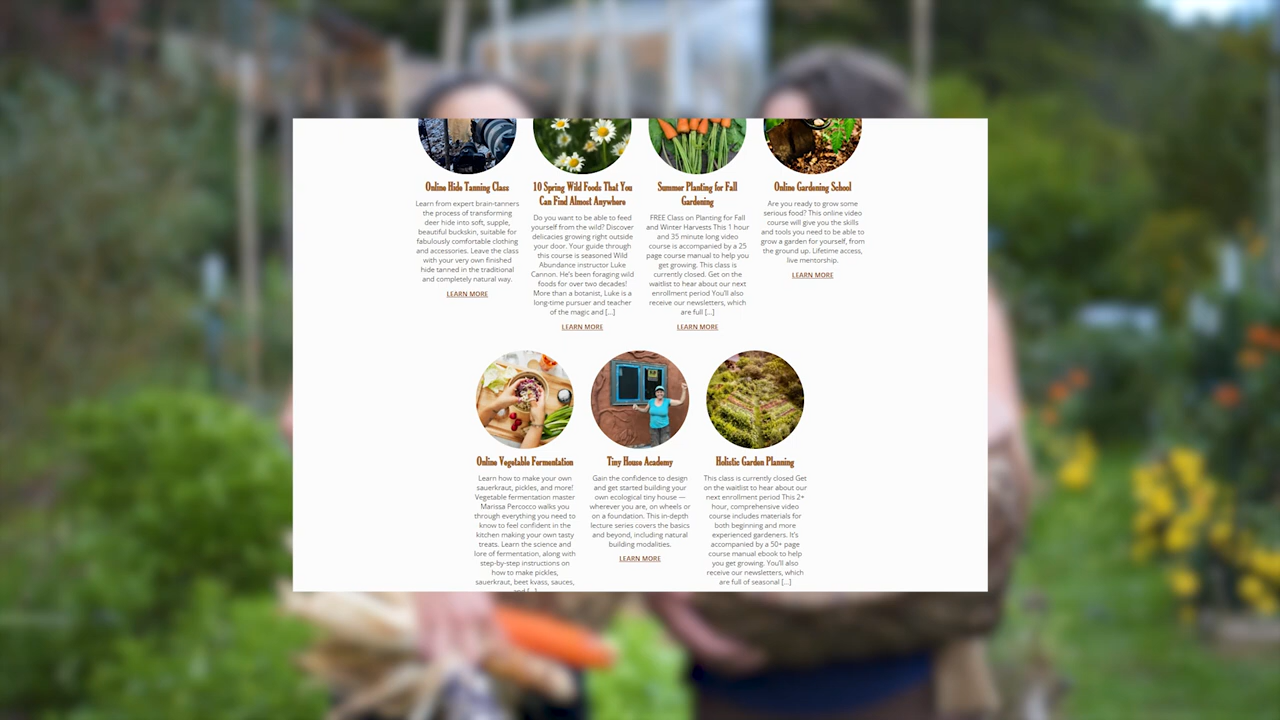 Online Hide Tanning Class
Learn from expert brain-tanners
the process of transforming
deer hide into soft, supple,
beautiful buckskin, suitable for
fabulously comfortable clothing
and accessories. Leave the class
with your very own finished
hide tanned in the traditional
and completely natural way.
LEARN MORE
10 Spring Wild Foods That You
Can Find Almost Anywhere
Do you want to be able to feed
yourself from the wild? Discover
delicacies growing right outside
your door. Your guide through
this course is seasoned Wild
Abundance instructor Luke
Cannon. He's been foraging wild
foods for over two decades!
More than a botanist, Luke is a
long-time pursuer and teacher
of the magic and [...]
LEARN MORE
Summer Planting for Fall
Gardening
FREE Class on Planting for Fall
and Winter Harvests This 1 hour
and 35 minute long video
course is accompanied by a 25
page course manual to help you
get growing. This class is
currently closed. Get on the
waitlist to hear about our next
enrollment period You'll also
receive our newsletters, which
are full [...]
LEARN MORE
Online Gardening School
Are you ready to grow some
serious food? This online video
course will give you the skills
and tools you need to be able to
grow a garden for yourself, from
the ground up. Lifetime access,
live mentorship.
LEARN MORE
Online Vegetable Fermentation
Learn how to make your own
sauerkraut, pickles, and more!
Vegetable fermentation master
Marissa Percocco walks you
through everything you need to
know to feel confident in the
kitchen making your own tasty
treats. Learn the science and
lore of fermentation, along with
step-by-step instructions on
how to make pickles,
sauerkraut, beet kvass, sauces,
and [...]
Tiny House Academy
Gain the confidence to design
and get started building your
own ecological tiny house —
wherever you are, on wheels or
on a foundation. This in-depth
lecture series covers the basics
and beyond, including natural
building modalities.
LEARN MORE
Holistic Garden Planning
This class is currently closed Get
on the waitlist to hear about our
next enrollment period This 2+
hour, comprehensive video
course includes materials for
both beginning and more
experienced gardeners. It's
accompanied by a 50+ page
course manual ebook to help
you get growing. You'll also
receive our newsletters, which
are full of seasonal [...]